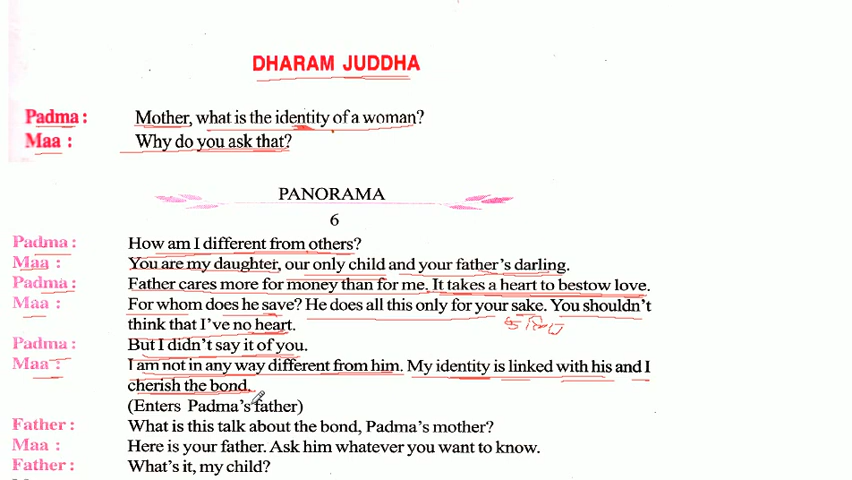 DHARAM JUDDHA
Padma : Mother, what is the identity of a woman?
Maa : Why do you ask that?
PANORAMA
6
Padma : How am I different from others?
Maa : You are my daughter, our only child and your father's darling.
Padma : Father cares more for money than for me. It takes a heart to bestow love.
Maa : For whom does he save? He does all this only for your sake. You shouldn't
think that I've no heart.
Padma : But I didn't say it of you.
Maa : I am not in any way different from him. My identity is linked with his and I
cherish the bond.
(Enters Padma's father)
Father : What is this talk about the bond, Padma's mother?
Maa : Here is your father. Ask him whatever you want to know.
Father : What's it, my child?